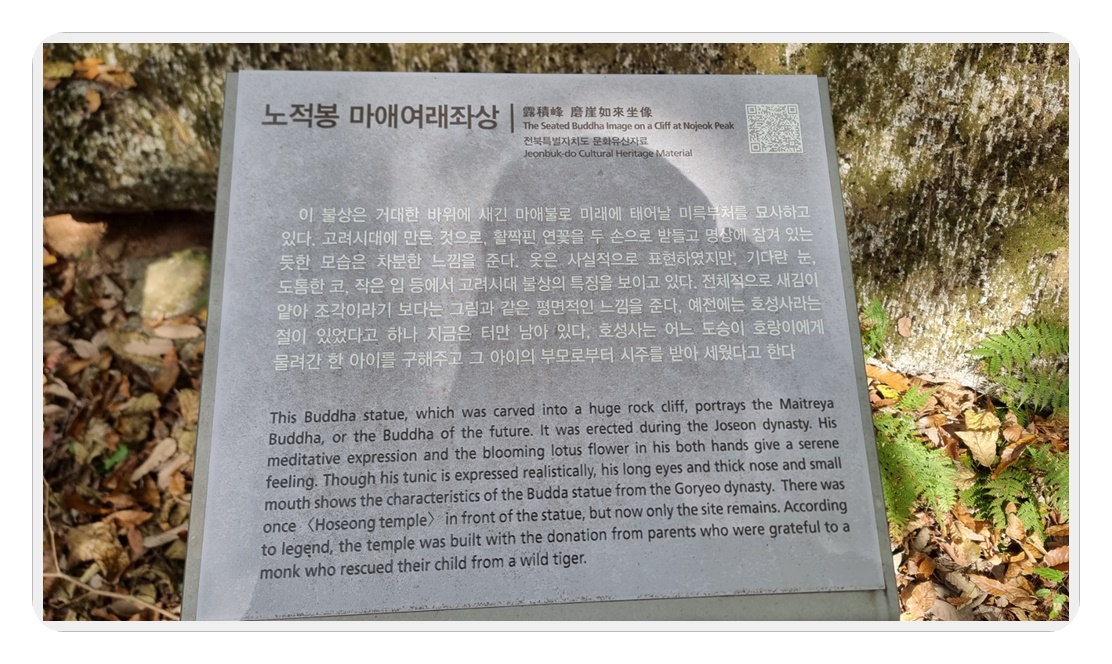 노적봉 마애여래좌상
露積峰 磨崖如來坐像
The Seated Buddha Image on a Cliff at Nojeok Peak
전북특별자치도 문화유산자료
Jeonbuk-do Cultural Heritage Material
이 불상은 거대한 바위에 새긴 마애불로 미래에 태어날 미륵부처를 묘사하고
있다. 고려시대에 만든 것으로, 활짝핀 연꽃을 두 손으로 받들고 명상에 잠겨 있는
듯한 모습은 차분한 느낌을 준다. 옷은 사실적으로 표현하였지만, 기다란 눈,
도톰한 코, 작은 입 등에서 고려시대 불상의 특징을 보이고 있다. 전체적으로 새김이
얕아 조각이라기 보다는 그림과 같은 평면적인 느낌을 준다. 예전에는 호성사라는
절이 있었다고 하나 지금은 터만 남아 있다. 호성사는 어느 도승이 호랑이에게
물려간 한 아이를 구해주고 그 아이의 부모로부터 시주를 받아 세웠다고 한다
This Buddha statue, which was carved into a huge rock cliff, portrays the Maitreya
Buddha, or the Buddha of the future. It was erected during the Joseon dynasty. His
meditative expression and the blooming lotus flower in his both hands give a serene
feeling. Though his tunic is expressed realistically, his long eyes and thick nose and small
mouth shows the characteristics of the Budda statue from the Goryeo dynasty. There was
once 〈Hoseong temple〉 in front of the statue, but now only the site remains. According
to legend, the temple was built with the donation from parents who were grateful to a
monk who rescued their child from a wild tiger.